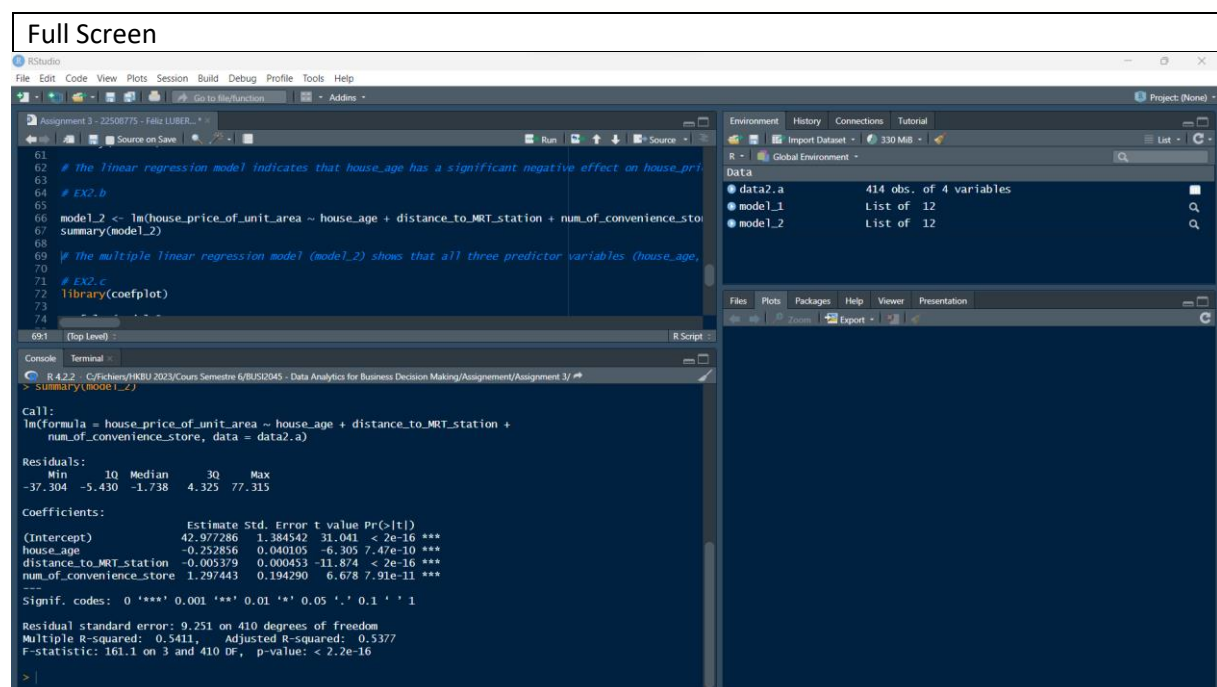 Full Screen
RStudio
File Edit Code View Plots Session Build Debug Profile Tools Help
Go to file/function Addins
Project: (None)
Assignment 3 - 22508775 - Féliz LUBER...*
Source on Save Run Source
61
62 # The linear regression model indicates that house_age has a significant negative effect on house_pri
63
64 # EX2.b
65
66 model_2 <- lm(house_price_of_unit_area ~ house_age + distance_to_MRT_station + num_of_convenience_sto
67 summary(model_2)
68
69 # The multiple linear regression model (model_2) shows that all three predictor variables (house_age,
70
71 # EX2.c
72 library(coefplot)
73
74
69:1 (Top Level) R Script
Console Terminal
R 4.2.2 · C:/Fichiers/HKBU 2023/Cours Semestre 6/BUSI2045 - Data Analytics for Business Decision Making/Assignement/Assignment 3/
> summary(model_2)
Call:
lm(formula = house_price_of_unit_area ~ house_age + distance_to_MRT_station +
num_of_convenience_store, data = data2.a)
Residuals:
Min 1Q Median 3Q Max
-37.304 -5.430 -1.738 4.325 77.315
Coefficients:
Estimate Std. Error t value Pr(>|t|)
(Intercept) 42.977286 1.384542 31.041 < 2e-16 ***
house_age -0.252856 0.040105 -6.305 7.47e-10 ***
distance_to_MRT_station -0.005379 0.000453 -11.874 < 2e-16 ***
num_of_convenience_store 1.297443 0.194290 6.678 7.91e-11 ***
---
Signif. codes: 0 ‘***’ 0.001 ‘**’ 0.01 ‘*’ 0.05 ‘.’ 0.1 ‘ ’ 1
Residual standard error: 9.251 on 410 degrees of freedom
Multiple R-squared: 0.5411, Adjusted R-squared: 0.5377
F-statistic: 161.1 on 3 and 410 DF, p-value: < 2.2e-16
>
Environment History Connections Tutorial
Import Dataset 330 MiB List
R Global Environment
Data
data2.a 414 obs. of 4 variables
model_1 List of 12
model_2 List of 12
Files Plots Packages Help Viewer Presentation
Zoom Export